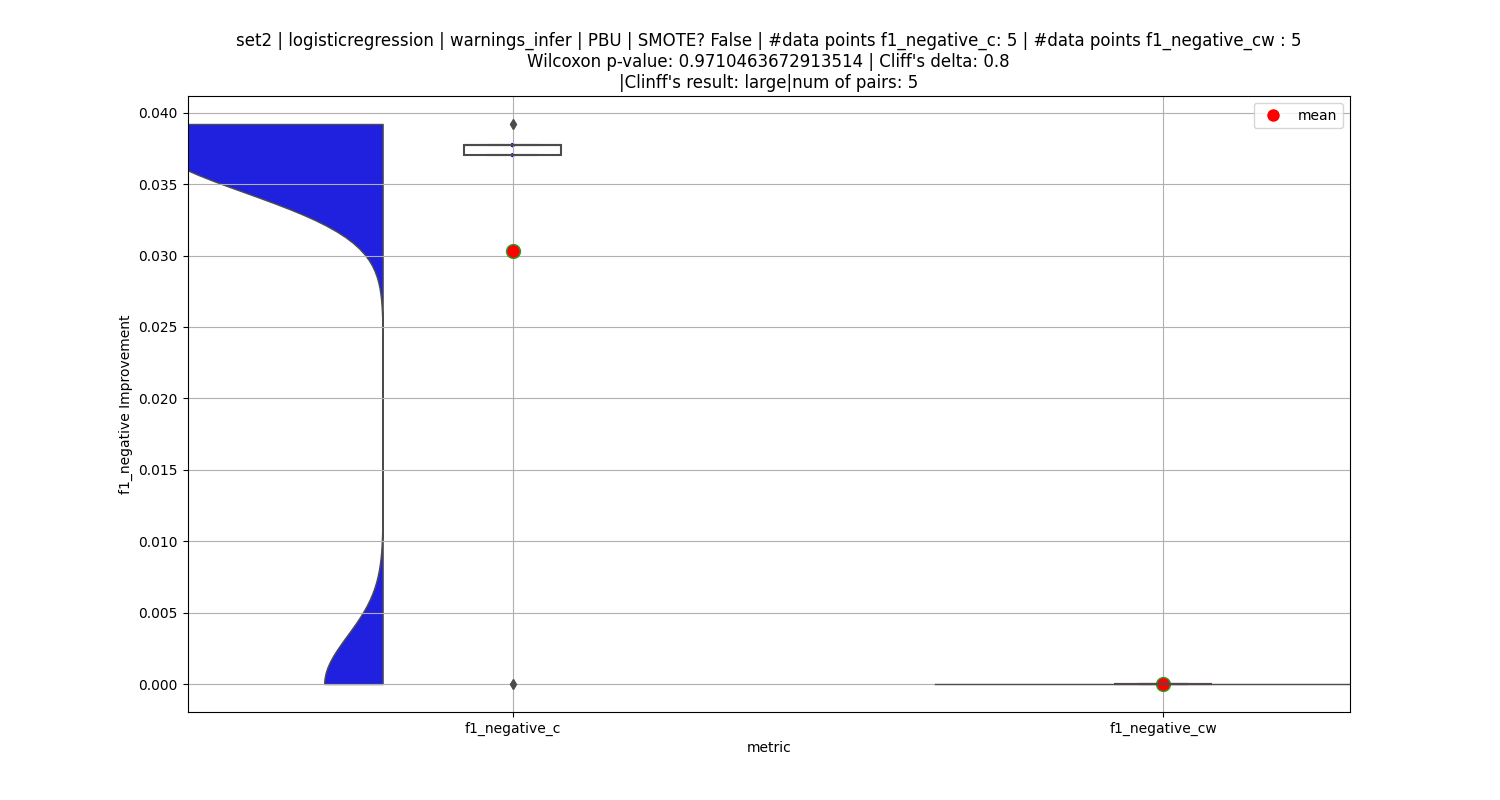 set2 | logisticregression | warnings_infer | PBU | SMOTE? False | #data points f1_negative_c: 5 | #data points f1_negative_cw : 5
Wilcoxon p-value: 0.9710463672913514 | Cliff's delta: 0.8
|Clinff's result: large|num of pairs: 5
mean
0.040
0.035
0.030
0.025
0.020
0.015
0.010
0.005
0.000
f1_negative Improvement
f1_negative_c
f1_negative_cw
metric